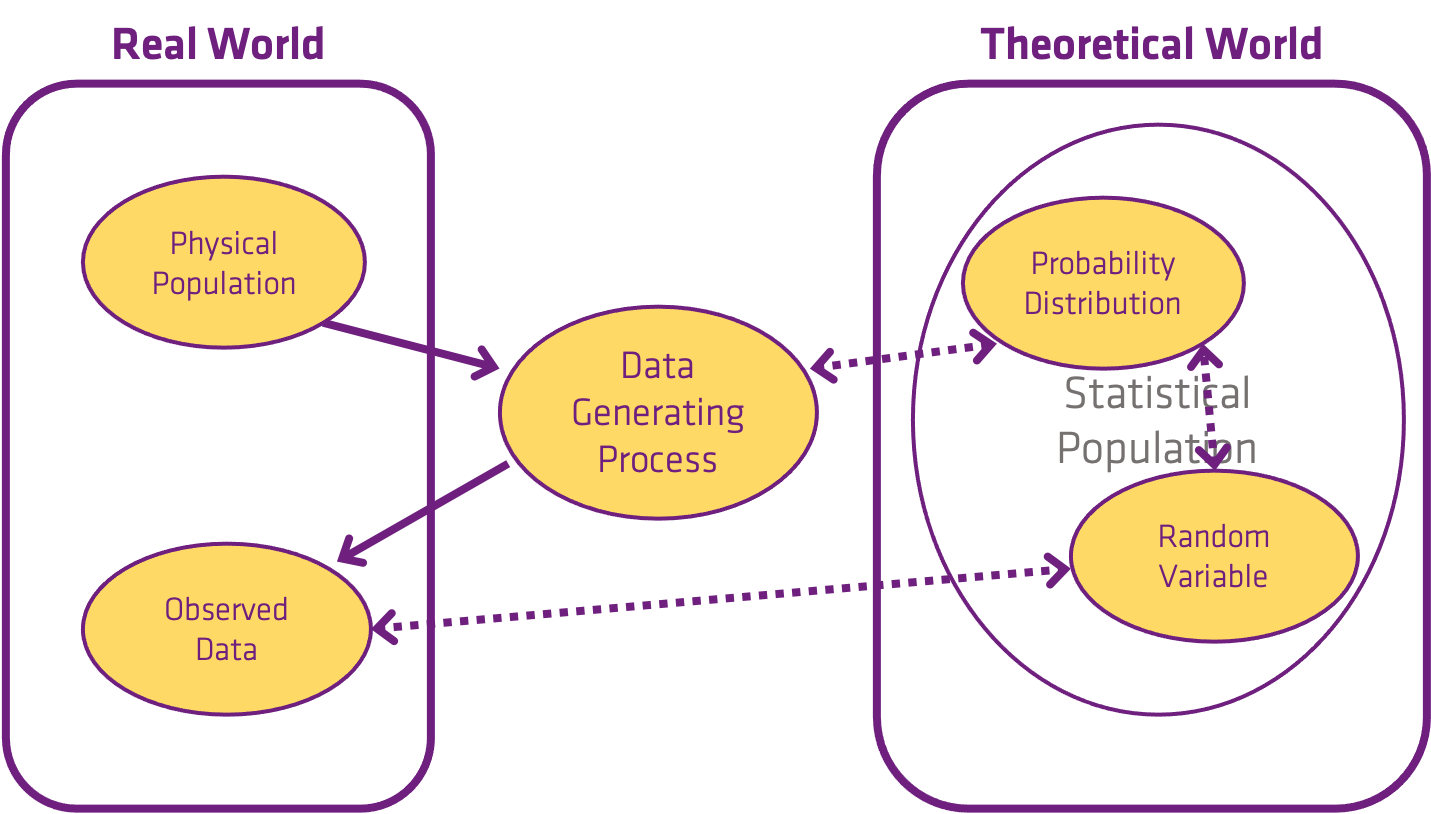 Real World
Theoretical World
Physical
Population
Probability
Distribution
Data
Generating
Process
Statistical
Population
Random
Variable
Observed
Data